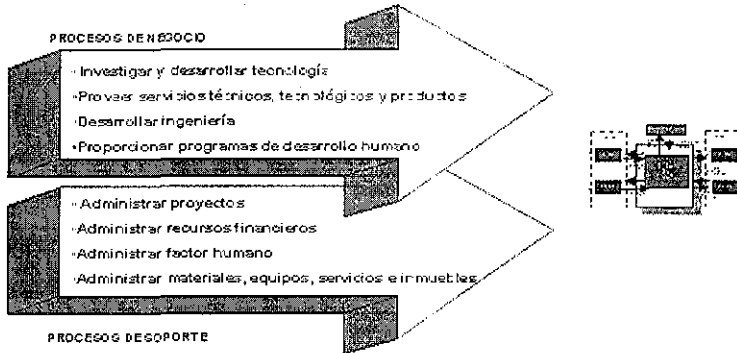 PROCESOS DE NEGOCIO
·Investigar y desarrollar tecnología
·Proveer servicios técnicos, tecnológicos y productos
·Desarrollar ingeniería
·Proporcionar programas de desarrollo humano
·Administrar proyectos
·Administrar recursos financieros
·Administrar factor humano
·Administrar materiales, equipos, servicios e inmuebles
PROCESOS DE SOPORTE